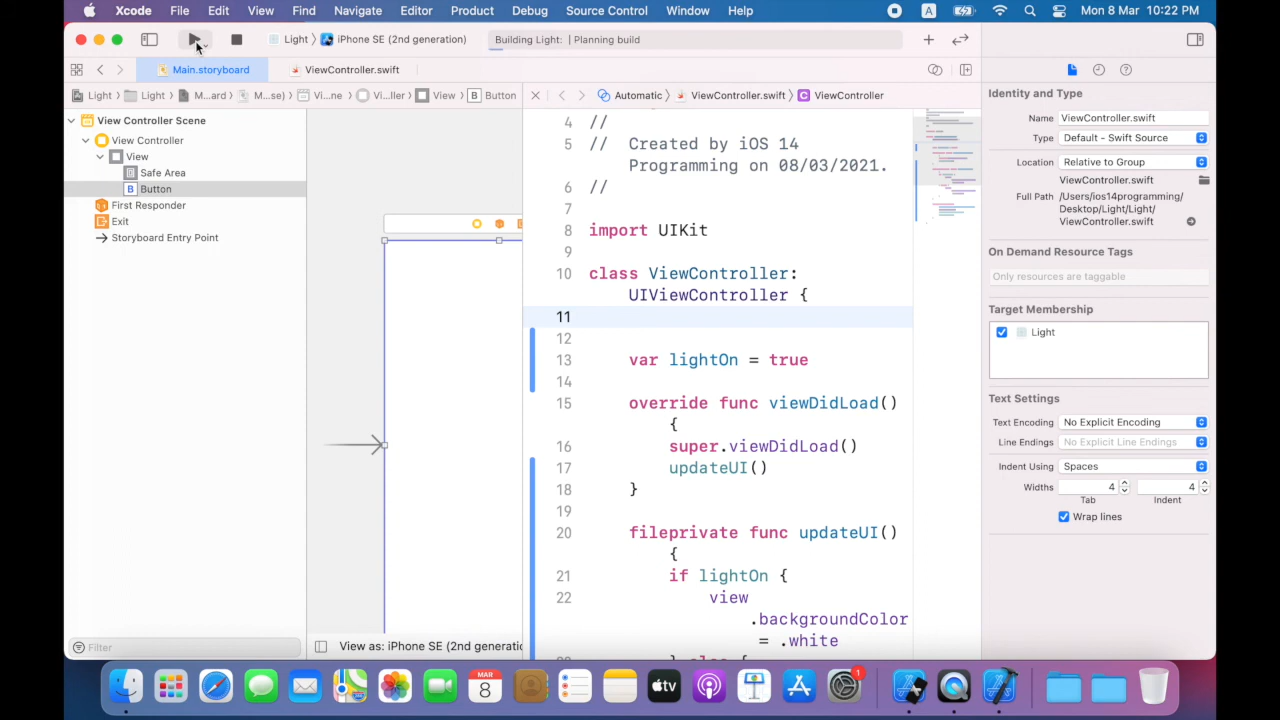 Xcode File Edit View Find Navigate Editor Product Debug Source Control Window Help A Mon 8 Mar 10:22 PM
Light iPhone SE (2nd generation) Building Light: | Planning build
Main.storyboard ViewController.swift
Light Light M...ard M...se) Vi...ne Vi...ller View B Button Automatic ViewController.swift C ViewController
View Controller Scene
View Controller
View
Safe Area
B Button
First Responder
Exit
Storyboard Entry Point
Filter
View as: iPhone SE (2nd generatio
4 //
5 // Created by iOS 14
Programming on 08/03/2021.
6 //
7
8 import UIKit
9
10 class ViewController:
UIViewController {
11
12
13 var lightOn = true
14
15 override func viewDidLoad()
{
16 super.viewDidLoad()
17 updateUI()
18 }
19
20 fileprivate func updateUI()
{
21 if lightOn {
22 view
.backgroundColor
= .white
Identity and Type
Name ViewController.swift
Type Default - Swift Source
Location Relative to Group
ViewController.swift
Full Path /Users/ios14programming/
Desktop/Light/Light/
ViewController.swift
On Demand Resource Tags
Only resources are taggable
Target Membership
Light
Text Settings
Text Encoding No Explicit Encoding
Line Endings No Explicit Line Endings
Indent Using Spaces
Widths 4 4
Tab Indent
Wrap lines
MAR
8
tv
1